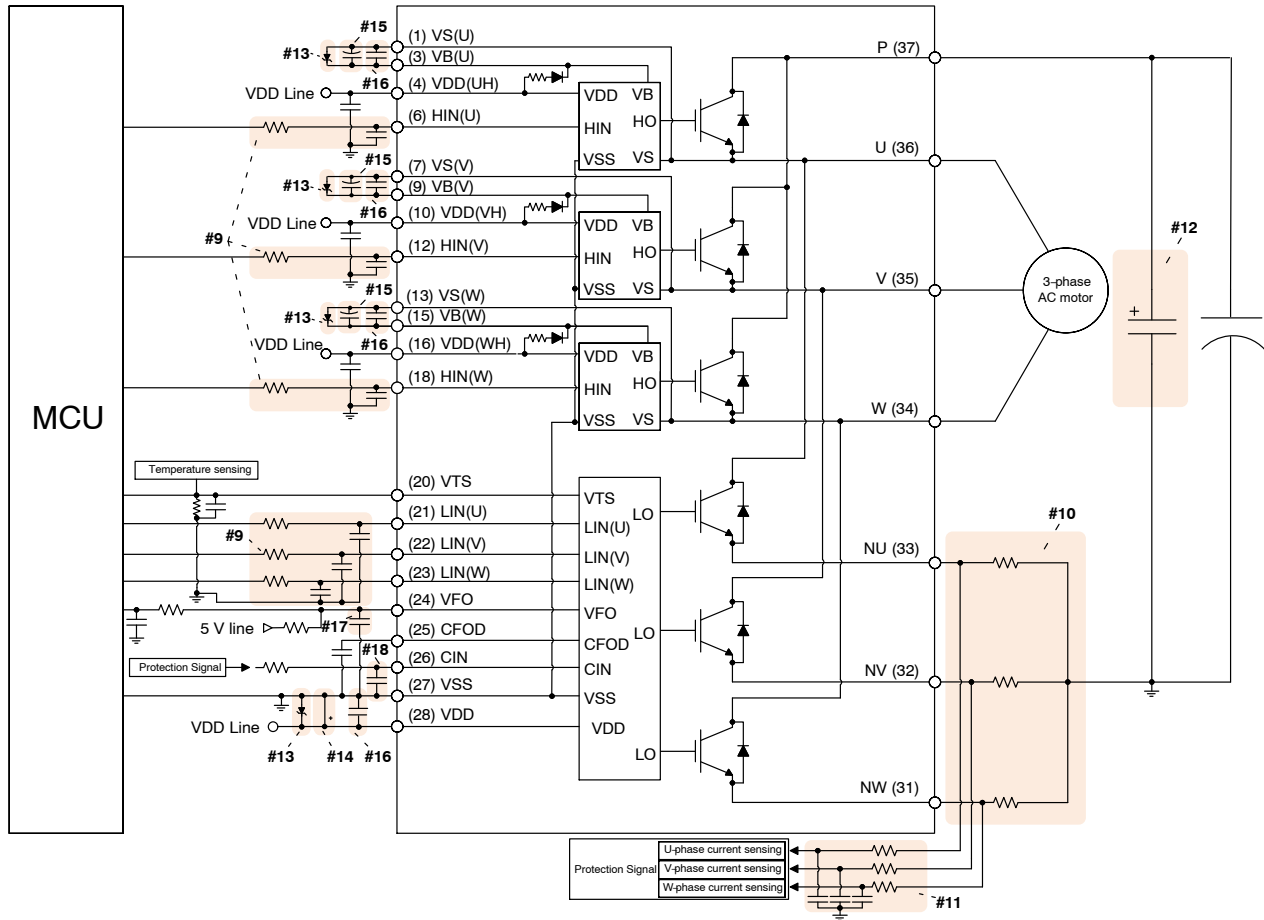 #15
(1) VS(U)
P (37)
#13
(3) VB(U)
#16
(4) VDD(UH)
VDD Line
VDD
VB
(6) HIN(U)
HIN
HO
#15
VSS
VS
U (36)
(7) VS(V)
#13
(9) VB(V)
#16
VDD Line
(10) VDD(VH)
VDD
VB
#9
(12) HIN(V)
HIN
HO
#12
#15
VSS
VS
V (35)
3-phase
AC motor
(13) VS(W)
#13
(15) VB(W)
+
#16
VDD Line
(16) VDD(WH)
VDD
VB
(18) HIN(W)
HIN
HO
MCU
VSS
VS
W (34)
Temperature sensing
(20) VTS
VTS
(21) LIN(U)
LIN(U)
LO
#10
#9
(22) LIN(V)
LIN(V)
NU (33)
(23) LIN(W)
LIN(W)
(24) VFO
VFO
5 V line
#17
(25) CFOD
CFOD
LO
#18
Protection Signal
(26) CIN
CIN
(27) VSS
VSS
NV (32)
VDD Line
(28) VDD
VDD
#13
#14
#16
LO
NW (31)
Protection Signal
U-phase current sensing
V-phase current sensing
W-phase current sensing
#11